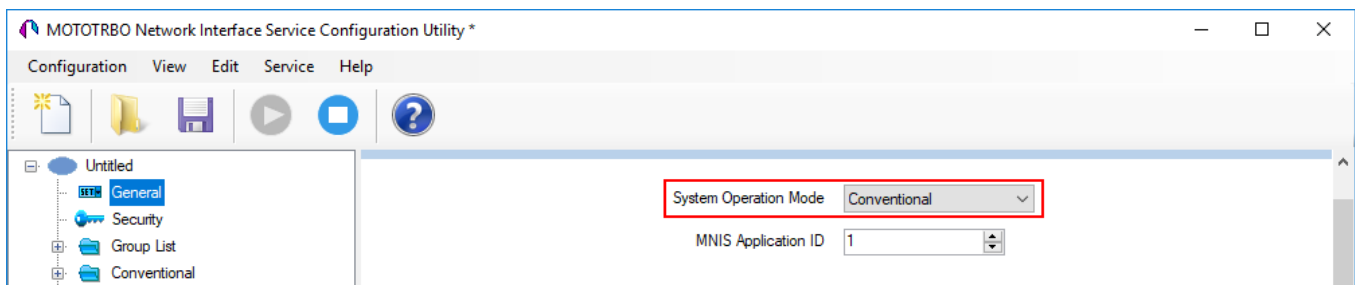 MOTOTRBO Network Interface Service Configuration Utility *
Configuration View Edit Service Help
Untitled
SET
General
Security
Group List
Conventional
System Operation Mode Conventional
MNIS Application ID 1